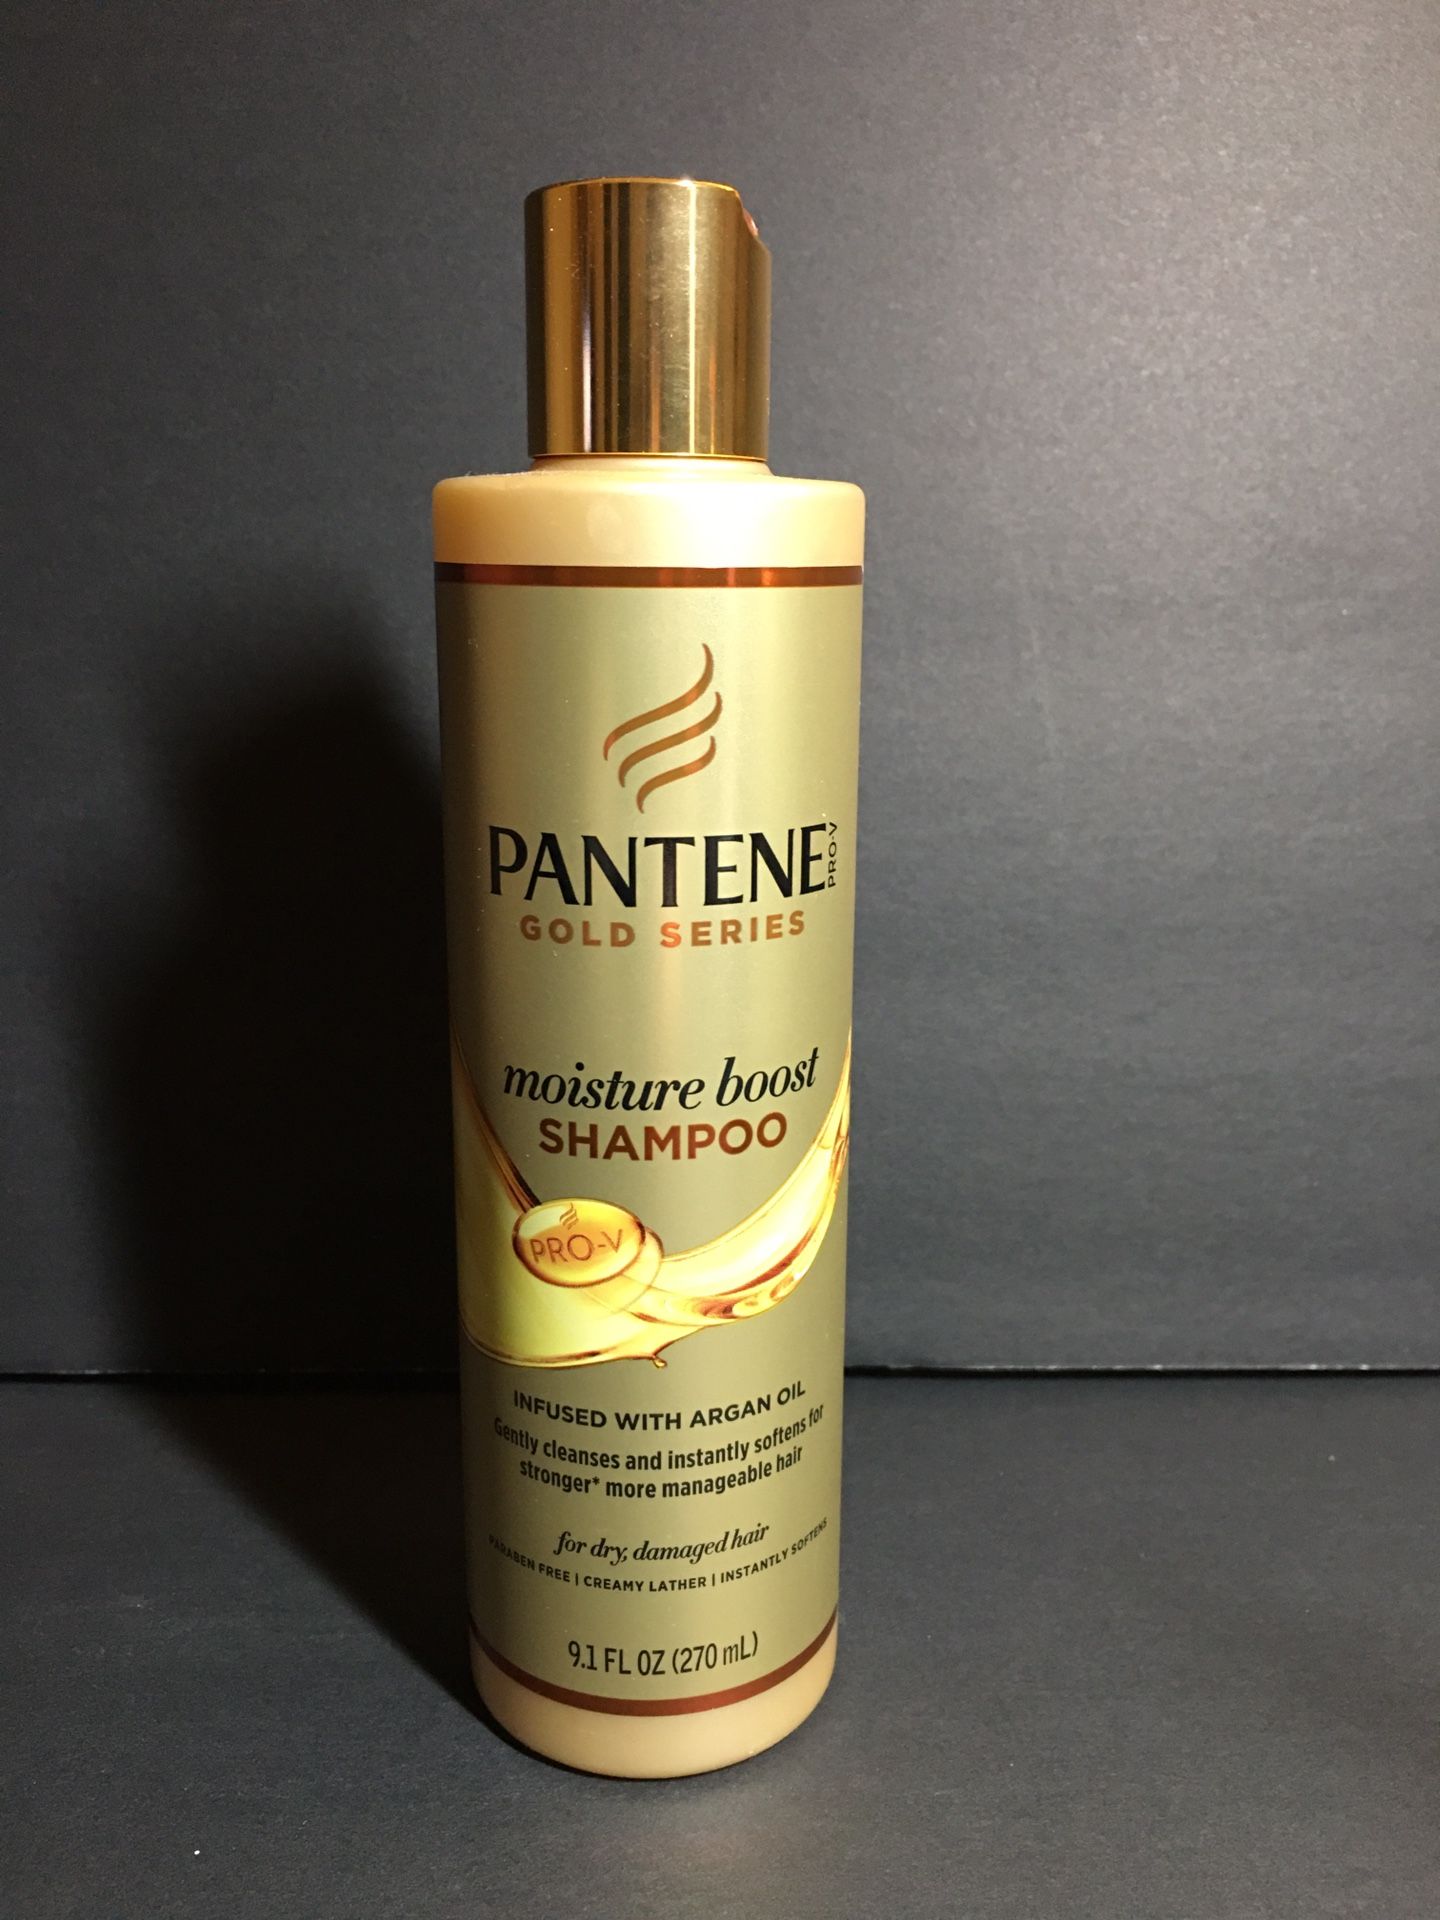 PANTENE PRO-V
GOLD SERIES
moisture boost
SHAMPOO
PRO-V
INFUSED WITH ARGAN OIL
Gently cleanses and instantly softens for
stronger* more manageable hair
for dry, damaged hair
PARABEN FREE | CREAMY LATHER | INSTANTLY SOFTENS
9.1 FL OZ (270 mL)